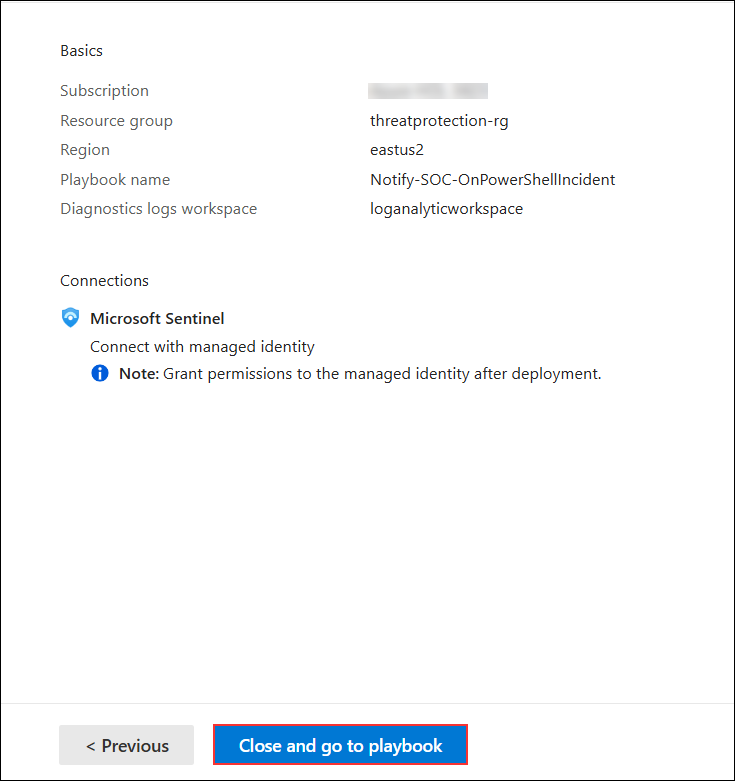 Basics
Subscription
Resource group threatprotection-rg
Region eastus2
Playbook name Notify-SOC-OnPowerShellIncident
Diagnostics logs workspace loganalyticworkspace
Connections
Microsoft Sentinel
Connect with managed identity
Note: Grant permissions to the managed identity after deployment.
< Previous Close and go to playbook